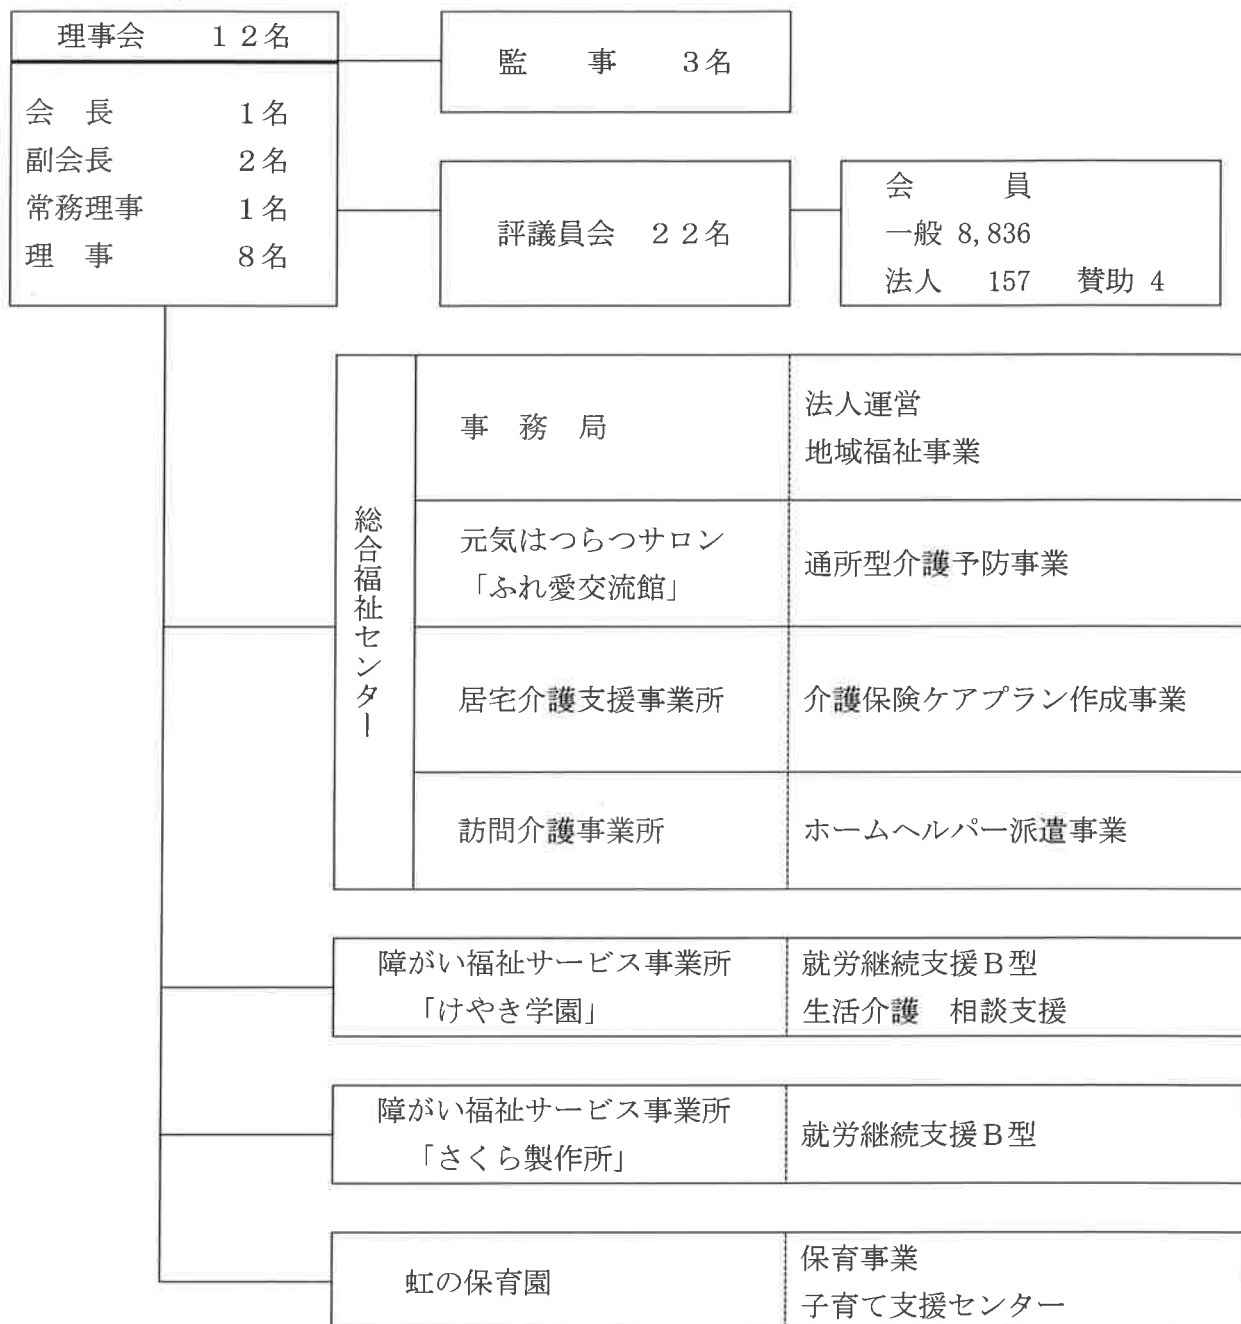 理事会　１２名
会　長　１名
副会長　２名
常務理事　１名
理　事　８名
監　事　３名
評議員会　２２名
会　員
一般 8,836
法人　157　賛助 4
総合福祉センター
事　務　局
法人運営
地域福祉事業
元気はつらつサロン
「ふれ愛交流館」
通所型介護予防事業
居宅介護支援事業所
介護保険ケアプラン作成事業
訪問介護事業所
ホームヘルパー派遣事業
障がい福祉サービス事業所
「けやき学園」
就労継続支援Ｂ型
生活介護　相談支援
障がい福祉サービス事業所
「さくら製作所」
就労継続支援Ｂ型
虹の保育園
保育事業
子育て支援センター